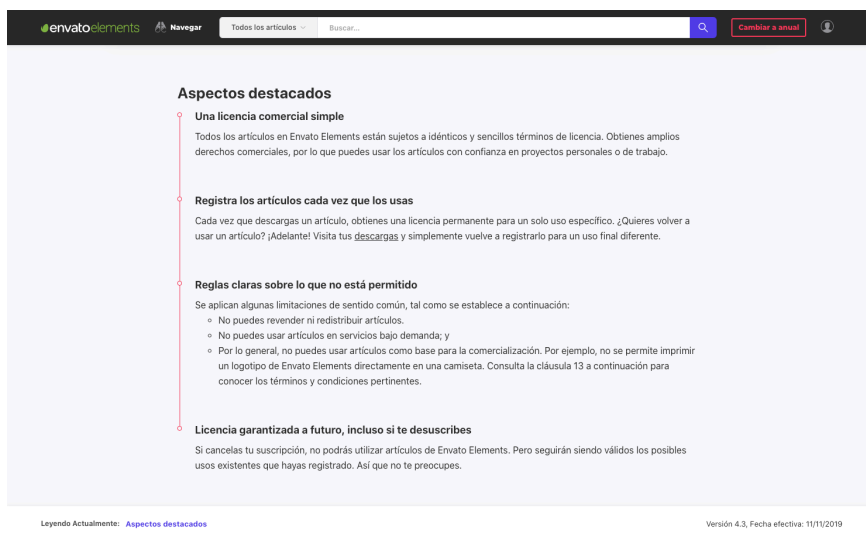 envatoelements
Navegar
Todos los artículos
Buscar...
Cambiar a anual
Aspectos destacados
Una licencia comercial simple
Todos los artículos en Envato Elements están sujetos a idénticos y sencillos términos de licencia. Obtienes amplios
derechos comerciales, por lo que puedes usar los artículos con confianza en proyectos personales o de trabajo.
Registra los artículos cada vez que los usas
Cada vez que descargas un artículo, obtienes una licencia permanente para un solo uso específico. ¿Quieres volver a
usar un artículo? ¡Adelante! Visita tus descargas y simplemente vuelve a registrarlo para un uso final diferente.
Reglas claras sobre lo que no está permitido
Se aplican algunas limitaciones de sentido común, tal como se establece a continuación:
No puedes revender ni redistribuir artículos.
No puedes usar artículos en servicios bajo demanda; y
Por lo general, no puedes usar artículos como base para la comercialización. Por ejemplo, no se permite imprimir
un logotipo de Envato Elements directamente en una camiseta. Consulta la cláusula 13 a continuación para
conocer los términos y condiciones pertinentes.
Licencia garantizada a futuro, incluso si te desuscribes
Si cancelas tu suscripción, no podrás utilizar artículos de Envato Elements. Pero seguirán siendo válidos los posibles
usos existentes que hayas registrado. Así que no te preocupes.
Leyendo Actualmente: Aspectos destacados
Versión 4.3, Fecha efectiva: 11/11/2019